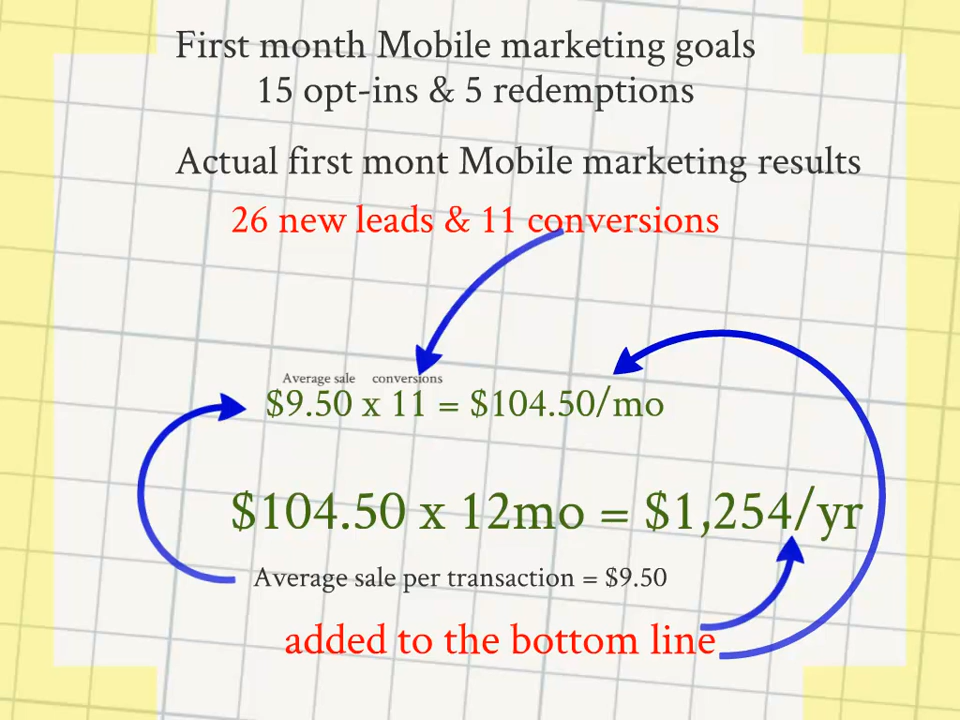 First month Mobile marketing goals
15 opt-ins & 5 redemptions
Actual first mont Mobile marketing results
26 new leads & 11 conversions
Average sale conversions
$9.50 x 11 = $104.50/mo
$104.50 x 12mo = $1,254/yr
Average sale per transaction = $9.50
added to the bottom line